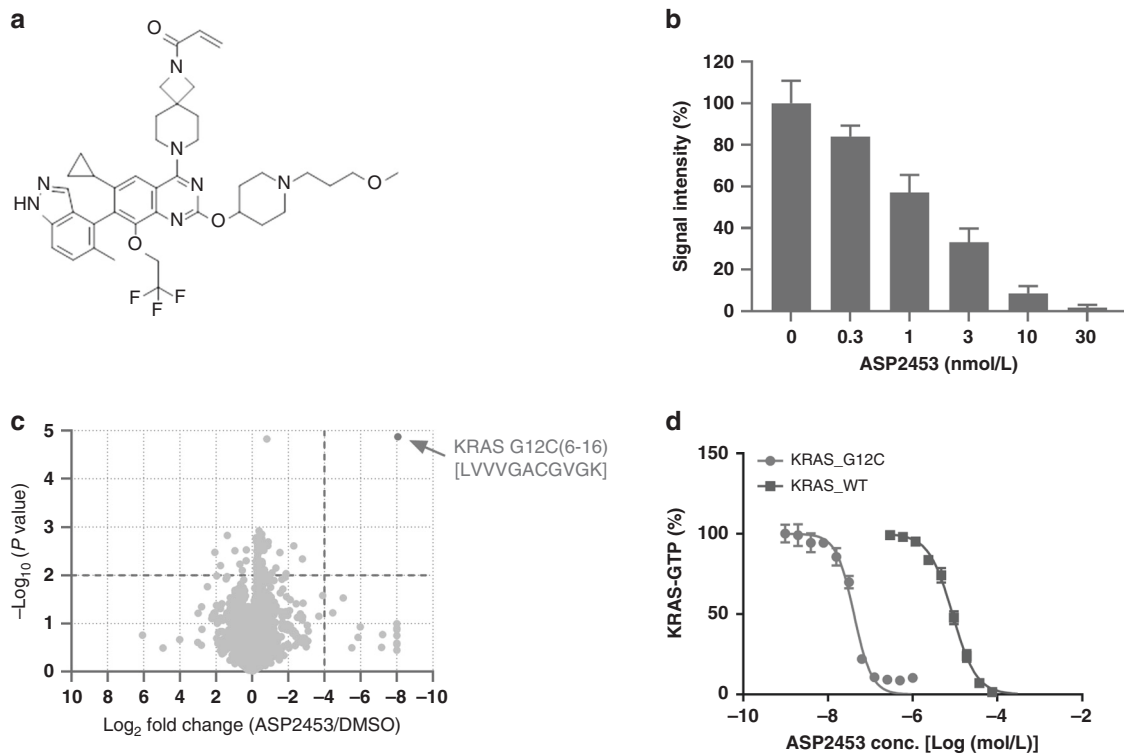 a
O
N
N
HN
N
N
O
N
O
O
F
F
F
b
Signal intensity (%)
120
100
80
60
40
20
0
0 0.3 1 3 10 30
ASP2453 (nmol/L)
c
–Log10 (P value)
5
4
3
2
1
0
10 8 6 4 2 0 –2 –4 –6 –8 –10
Log2 fold change (ASP2453/DMSO)
KRAS G12C(6-16)
[LVVVGACGVGK]
d
KRAS-GTP (%)
150
100
50
0
KRAS_G12C
KRAS_WT
–10 –8 –6 –4 –2
ASP2453 conc. [Log (mol/L)]